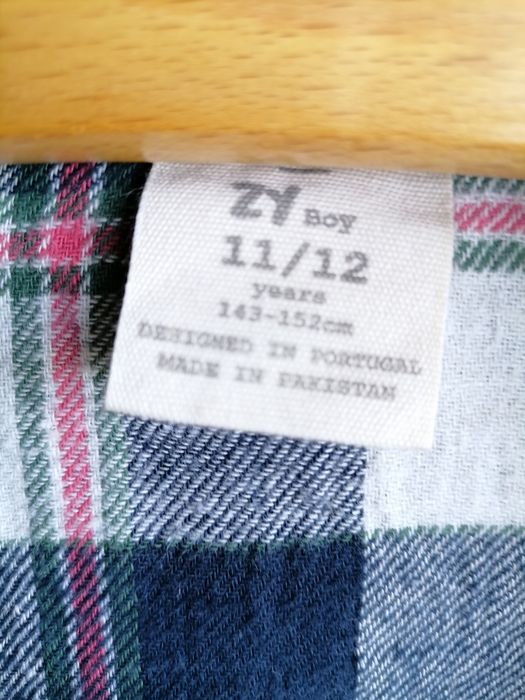 ZY Boy
11/12
years
143-152cm
DESIGNED IN PORTUGAL
MADE IN PAKISTAN